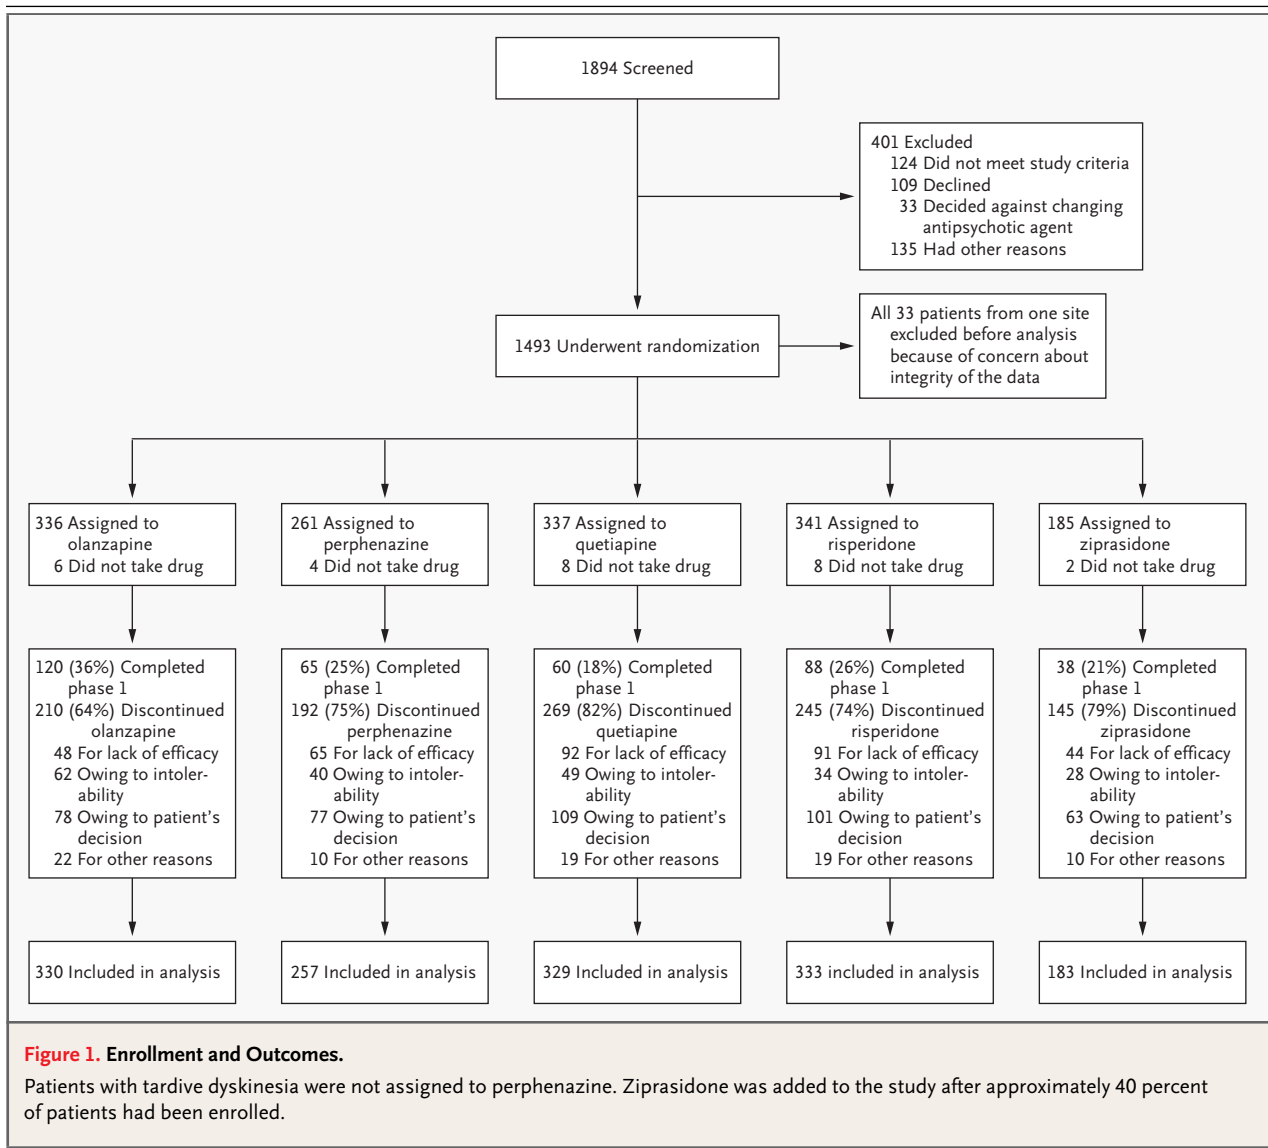 1894 Screened
401 Excluded
124 Did not meet study criteria
109 Declined
33 Decided against changing
antipsychotic agent
135 Had other reasons
1493 Underwent randomization
All 33 patients from one site
excluded before analysis
because of concern about
integrity of the data
336 Assigned to
olanzapine
6 Did not take drug
261 Assigned to
perphenazine
4 Did not take drug
337 Assigned to
quetiapine
8 Did not take drug
341 Assigned to
risperidone
8 Did not take drug
185 Assigned to
ziprasidone
2 Did not take drug
120 (36%) Completed
phase 1
210 (64%) Discontinued
olanzapine
48 For lack of efficacy
62 Owing to intoler-
ability
78 Owing to patient's
decision
22 For other reasons
65 (25%) Completed
phase 1
192 (75%) Discontinued
perphenazine
65 For lack of efficacy
40 Owing to intoler-
ability
77 Owing to patient's
decision
10 For other reasons
60 (18%) Completed
phase 1
269 (82%) Discontinued
quetiapine
92 For lack of efficacy
49 Owing to intoler-
ability
109 Owing to patient's
decision
19 For other reasons
88 (26%) Completed
phase 1
245 (74%) Discontinued
risperidone
91 For lack of efficacy
34 Owing to intoler-
ability
101 Owing to patient's
decision
19 For other reasons
38 (21%) Completed
phase 1
145 (79%) Discontinued
ziprasidone
44 For lack of efficacy
28 Owing to intoler-
ability
63 Owing to patient's
decision
10 For other reasons
330 Included in analysis
257 Included in analysis
329 Included in analysis
333 included in analysis
183 Included in analysis
Figure 1. Enrollment and Outcomes.
Patients with tardive dyskinesia were not assigned to perphenazine. Ziprasidone was added to the study after approximately 40 percent
of patients had been enrolled.